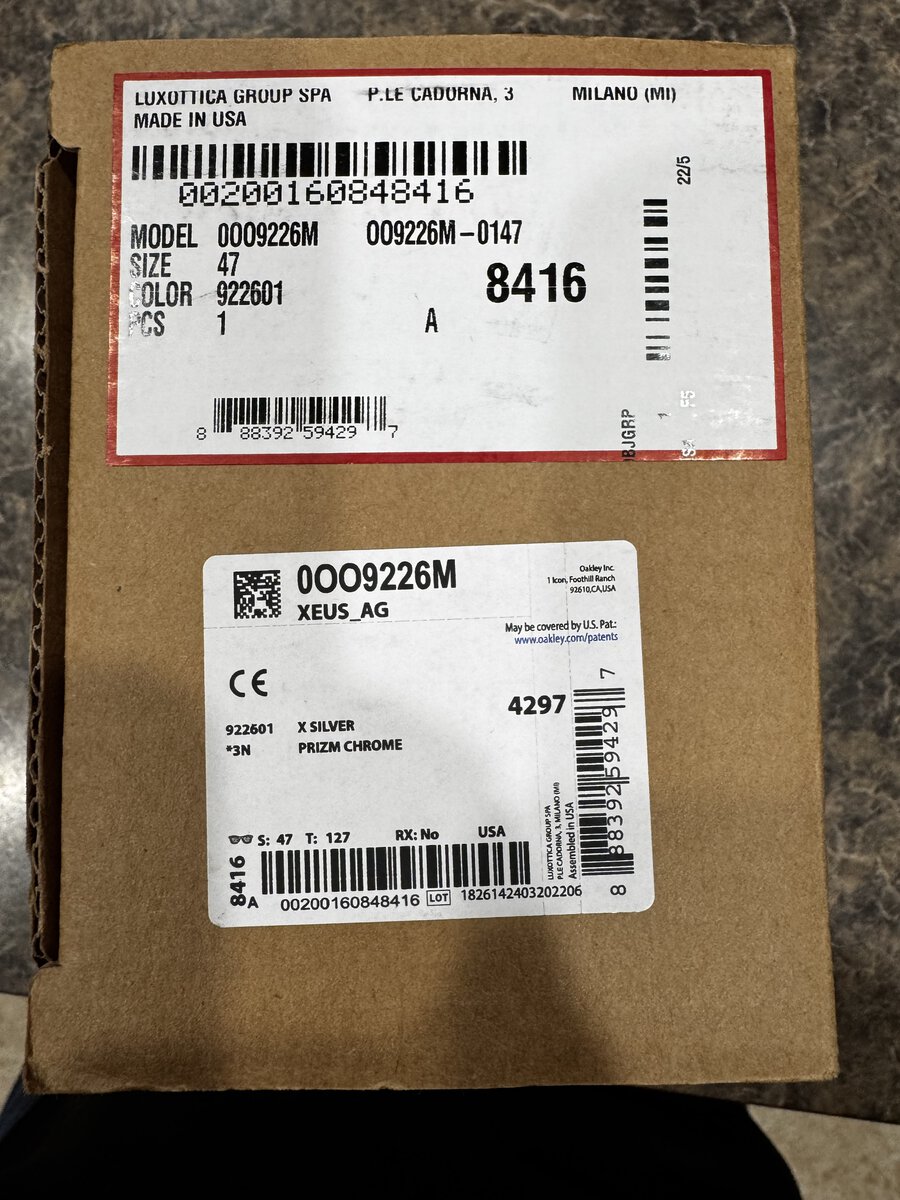 LUXOTTICA GROUP SPA P.LE CADORNA, 3 MILANO (MI)
MADE IN USA
00200160848416
22/5
MODEL 0OO9226M OO9226M-0147
SIZE 47
COLOR 922601
8416
PCS 1 A
8 88392 59429 7
1
0OO9226M
XEUS_AG
Oakley Inc.
1 Icon, Foothill Ranch
92610,CA,USA
May be covered by U.S. Pat.:
www.oakley.com/patents
CE
4297
922601 X SILVER
*3N PRIZM CHROME
S: 47 T: 127 RX: No USA
8416 A
00200160848416 LOT 1826142403202206
LUXOTTICA GROUP SPA
P.LE CADORNA, 3, MILANO (MI)
Assembled in USA
8 88392 59429 7